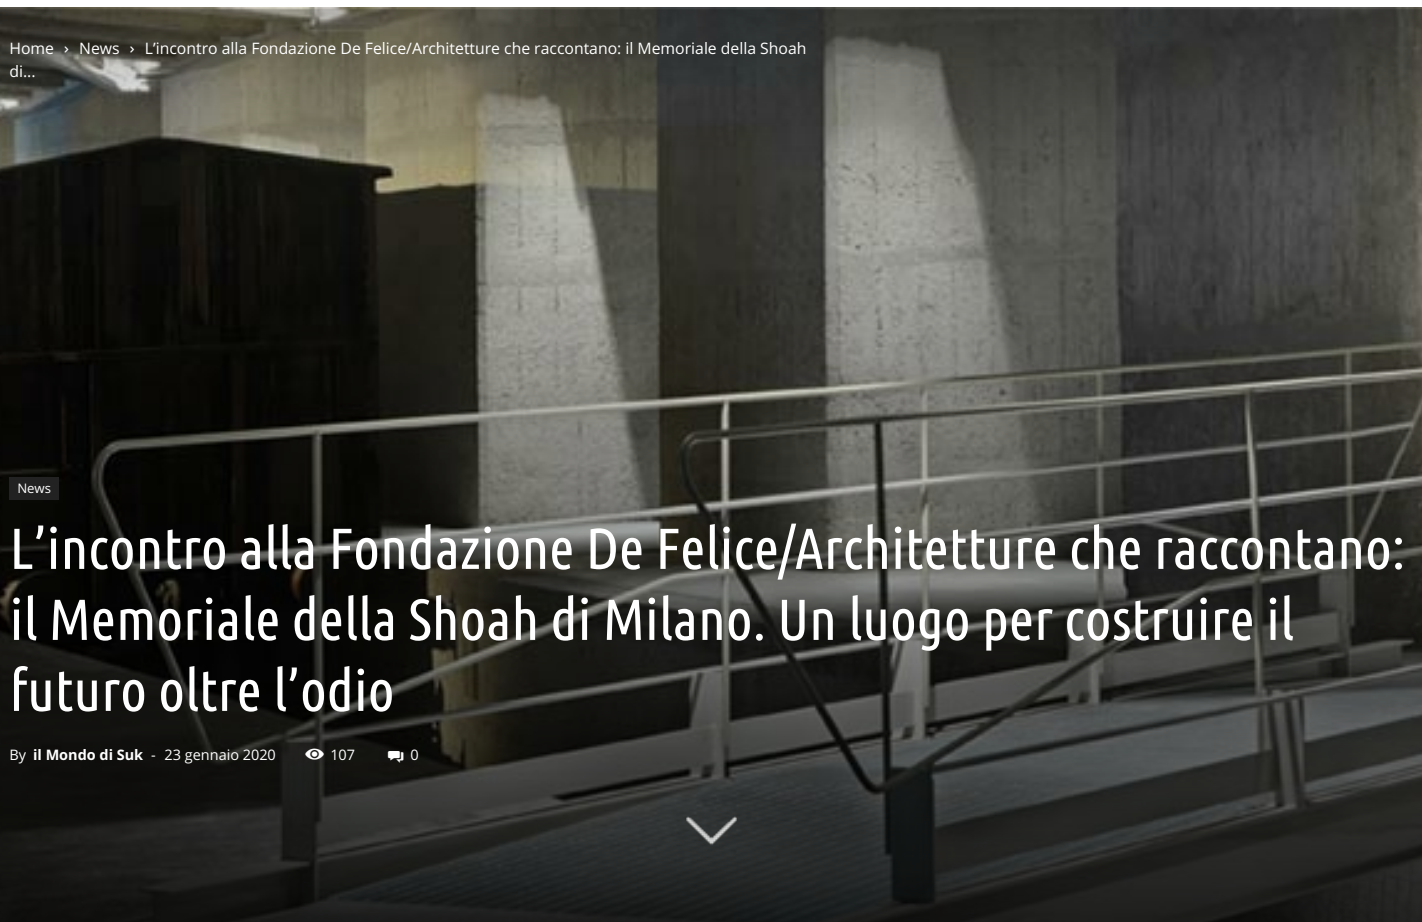 Home › News › L’incontro alla Fondazione De Felice/Architetture che raccontano: il Memoriale della Shoah
di...
News
L’incontro alla Fondazione De Felice/Architetture che raccontano:
il Memoriale della Shoah di Milano. Un luogo per costruire il
futuro oltre l’odio
By il Mondo di Suk - 23 gennaio 2020 107 0